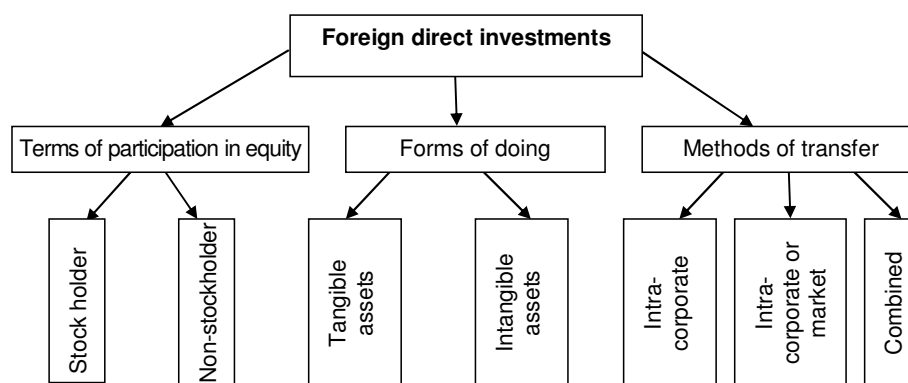 Foreign direct investments
Terms of participation in equity
Forms of doing
Methods of transfer
Stock holder
Non-stockholder
Tangible
assets
Intangible
assets
Intra-
corporate
Intra-
corporate or
market
Combined